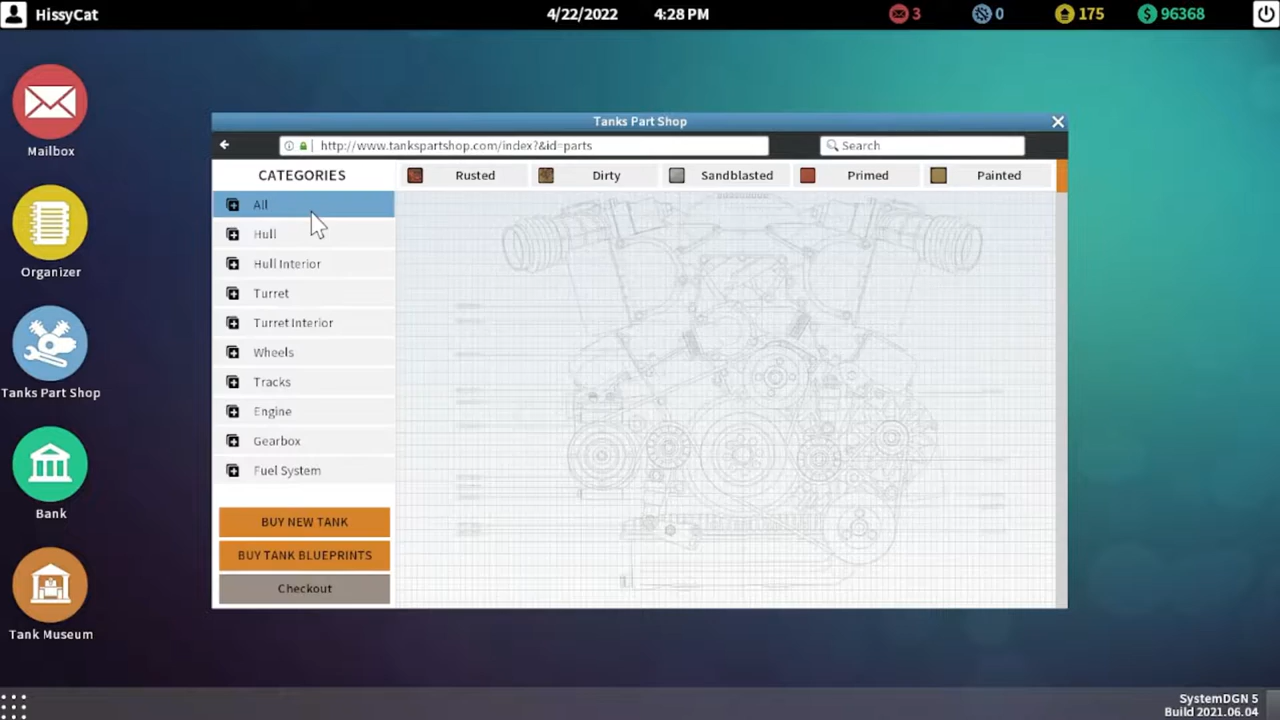 HissyCat
4/22/2022 4:28 PM
3 0 175 96368
Mailbox
Organizer
Tanks Part Shop
Bank
Tank Museum
Tanks Part Shop
http://www.tankspartshop.com/index?&id=parts
Search
CATEGORIES
Rusted Dirty Sandblasted Primed Painted
All
Hull
Hull Interior
Turret
Turret Interior
Wheels
Tracks
Engine
Gearbox
Fuel System
BUY NEW TANK
BUY TANK BLUEPRINTS
Checkout
SystemDGN 5
Build 2021.06.04